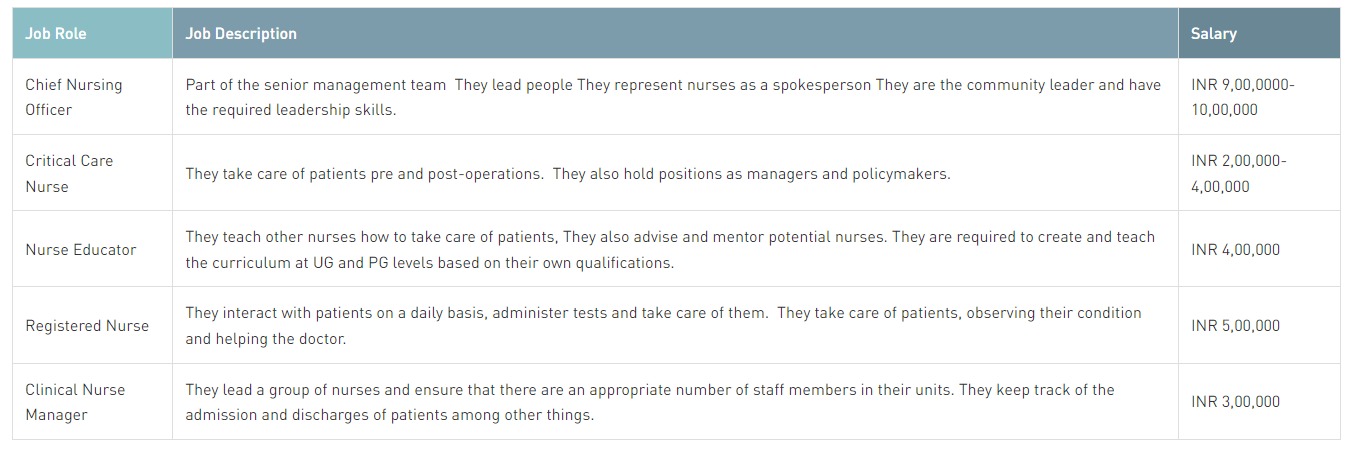 Job Role Job Description Salary
Chief Nursing
Officer
Part of the senior management team  They lead people They represent nurses as a spokesperson They are the community leader and have
the required leadership skills.
INR 9,00,0000-
10,00,000
Critical Care
Nurse
They take care of patients pre and post-operations.  They also hold positions as managers and policymakers.
INR 2,00,000-
4,00,000
Nurse Educator
They teach other nurses how to take care of patients, They also advise and mentor potential nurses. They are required to create and teach
the curriculum at UG and PG levels based on their own qualifications.
INR 4,00,000
Registered Nurse
They interact with patients on a daily basis, administer tests and take care of them.  They take care of patients, observing their condition
and helping the doctor.
INR 5,00,000
Clinical Nurse
Manager
They lead a group of nurses and ensure that there are an appropriate number of staff members in their units. They keep track of the
admission and discharges of patients among other things.
INR 3,00,000